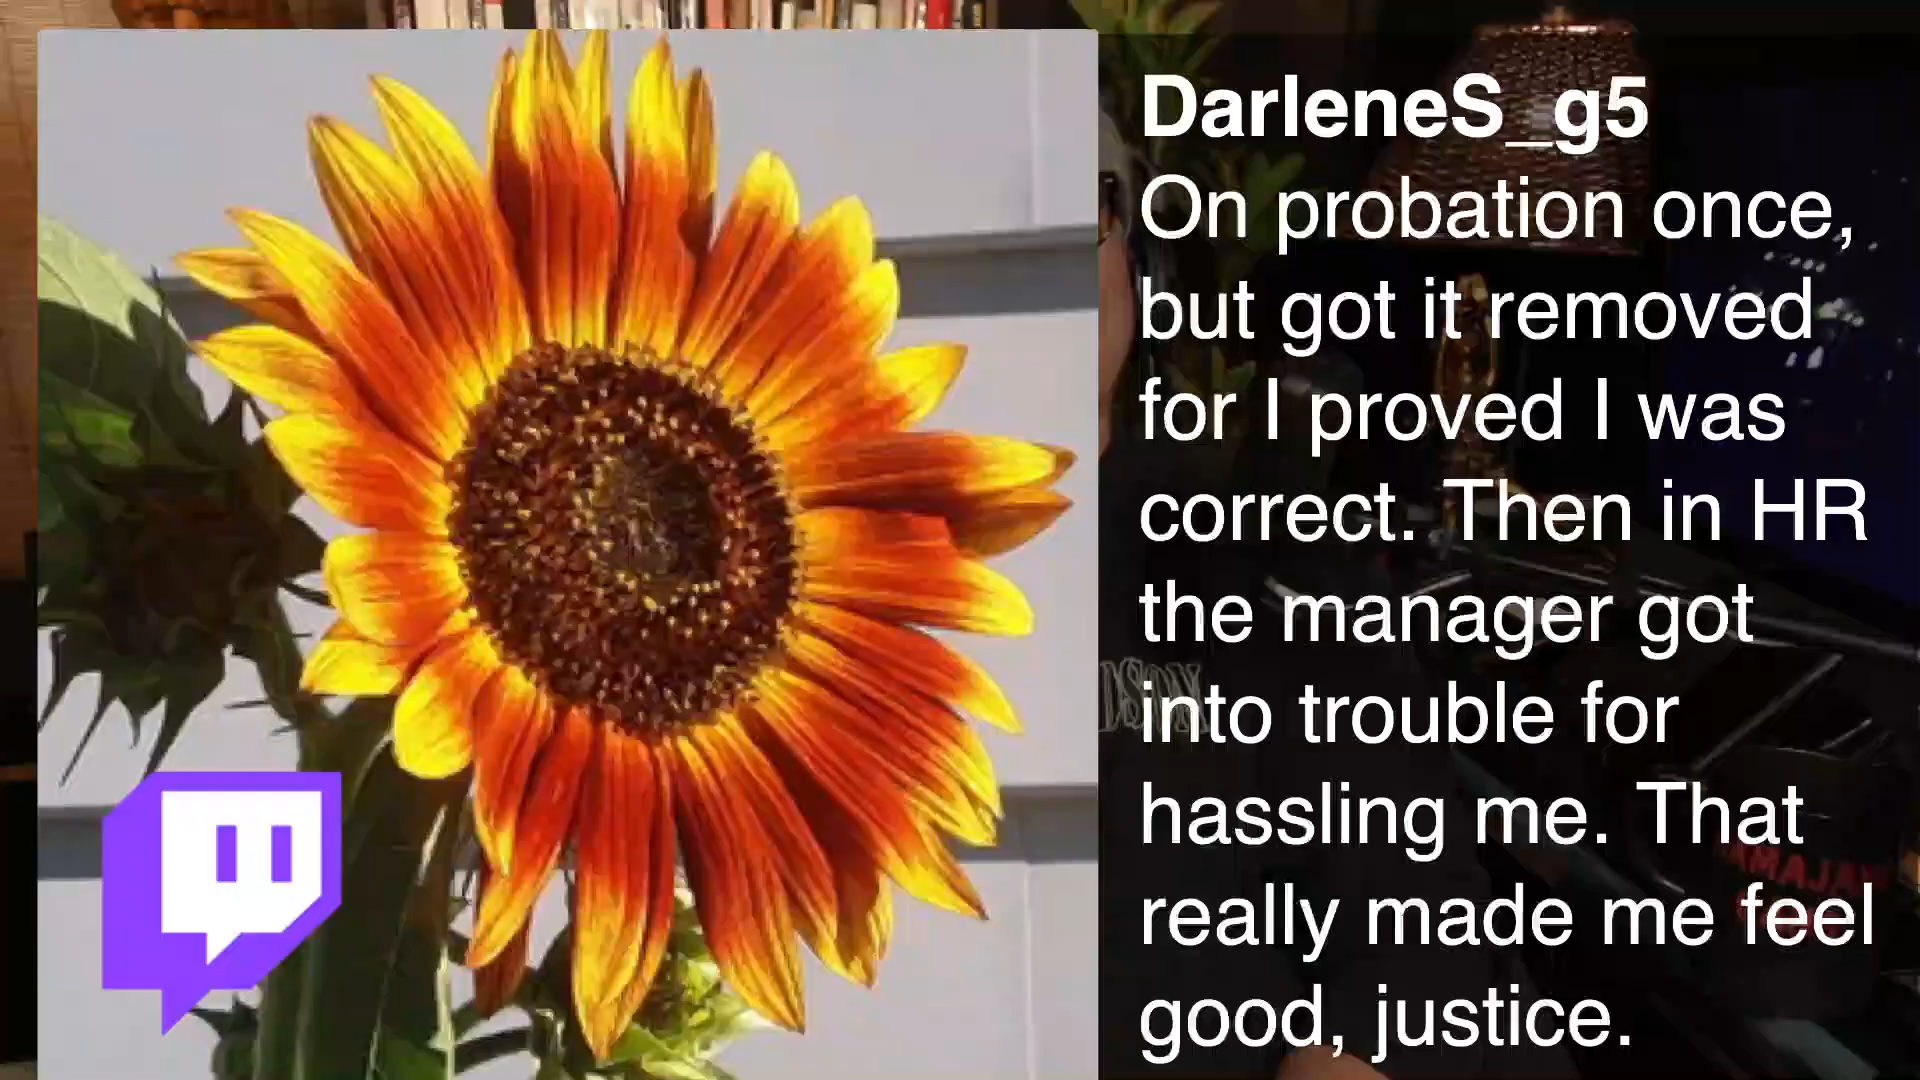 DarleneS_g5
On probation once,
but got it removed
for I proved I was
correct. Then in HR
the manager got
into trouble for
hassling me. That
really made me feel
good, justice.